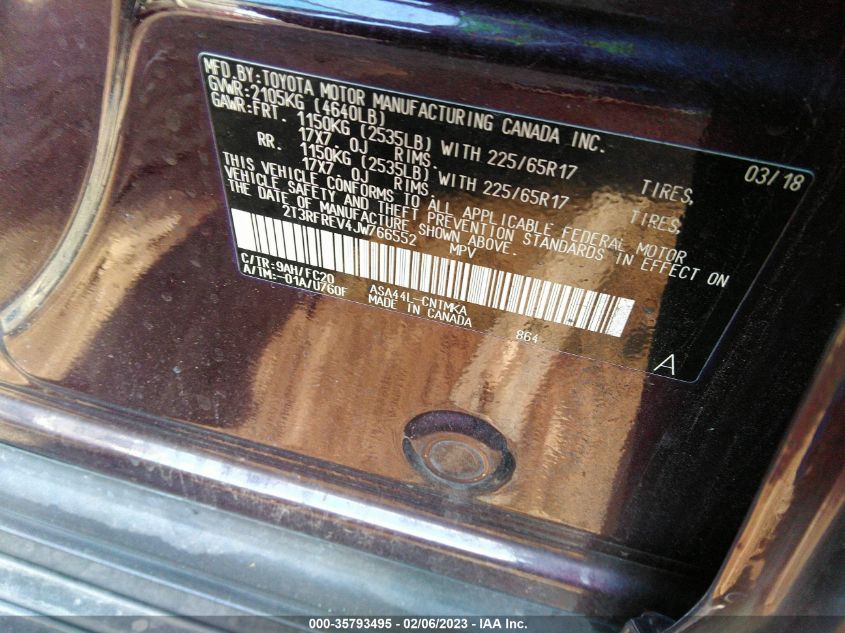 MFD.BY:TOYOTA MOTOR MANUFACTURING CANADA INC.
GVWR:2105KG (4640LB) 03/18
GAWR:FRT. 1150KG (2535LB) WITH 225/65R17 TIRES,
17X7.0J RIMS.
RR. 1150KG (2535LB) WITH 225/65R17 TIRES,
17X7.0J RIMS.
THIS VEHICLE CONFORMS TO ALL APPLICABLE FEDERAL MOTOR
VEHICLE SAFETY AND THEFT PREVENTION STANDARDS IN EFFECT ON
THE DATE OF MANUFACTURE SHOWN ABOVE.
2T3RFREV4JW766552 MPV
C/TR:9AH/FC20 ASA44L-CNTMKA
A/TM:-01A/U760F MADE IN CANADA 864
A
000-35793495 - 02/06/2023 - IAA Inc.